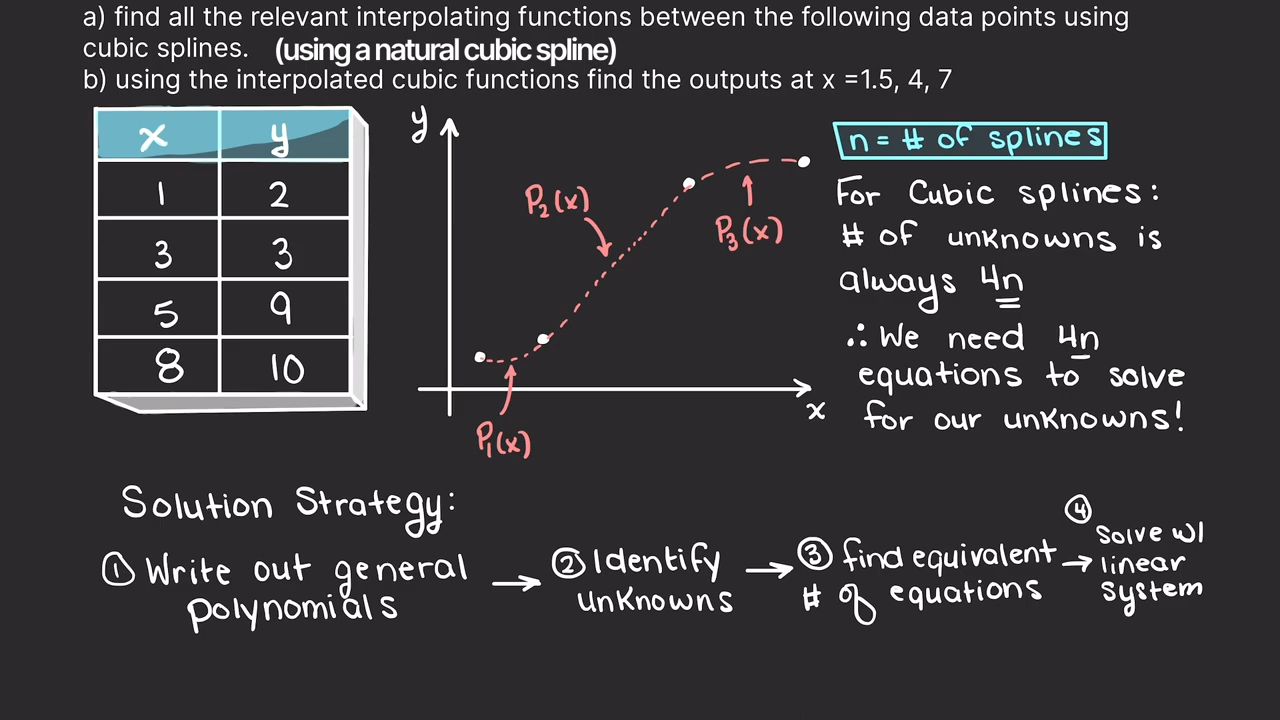 a) find all the relevant interpolating functions between the following data points using
cubic splines. (using a natural cubic spline)
b) using the interpolated cubic functions find the outputs at x =1.5, 4, 7
x y
1 2
3 3
5 9
8 10
y
P₂(x)
P₃(x)
P₁(x)
x
n = # of splines
For Cubic splines:
# of unknowns is
always 4n
∴ We need 4n
equations to solve
for our unknowns!
Solution Strategy:
① Write out general
polynomials
→
② Identify
unknowns
→
③ find equivalent
# of equations
→
④
Solve w/
linear
system